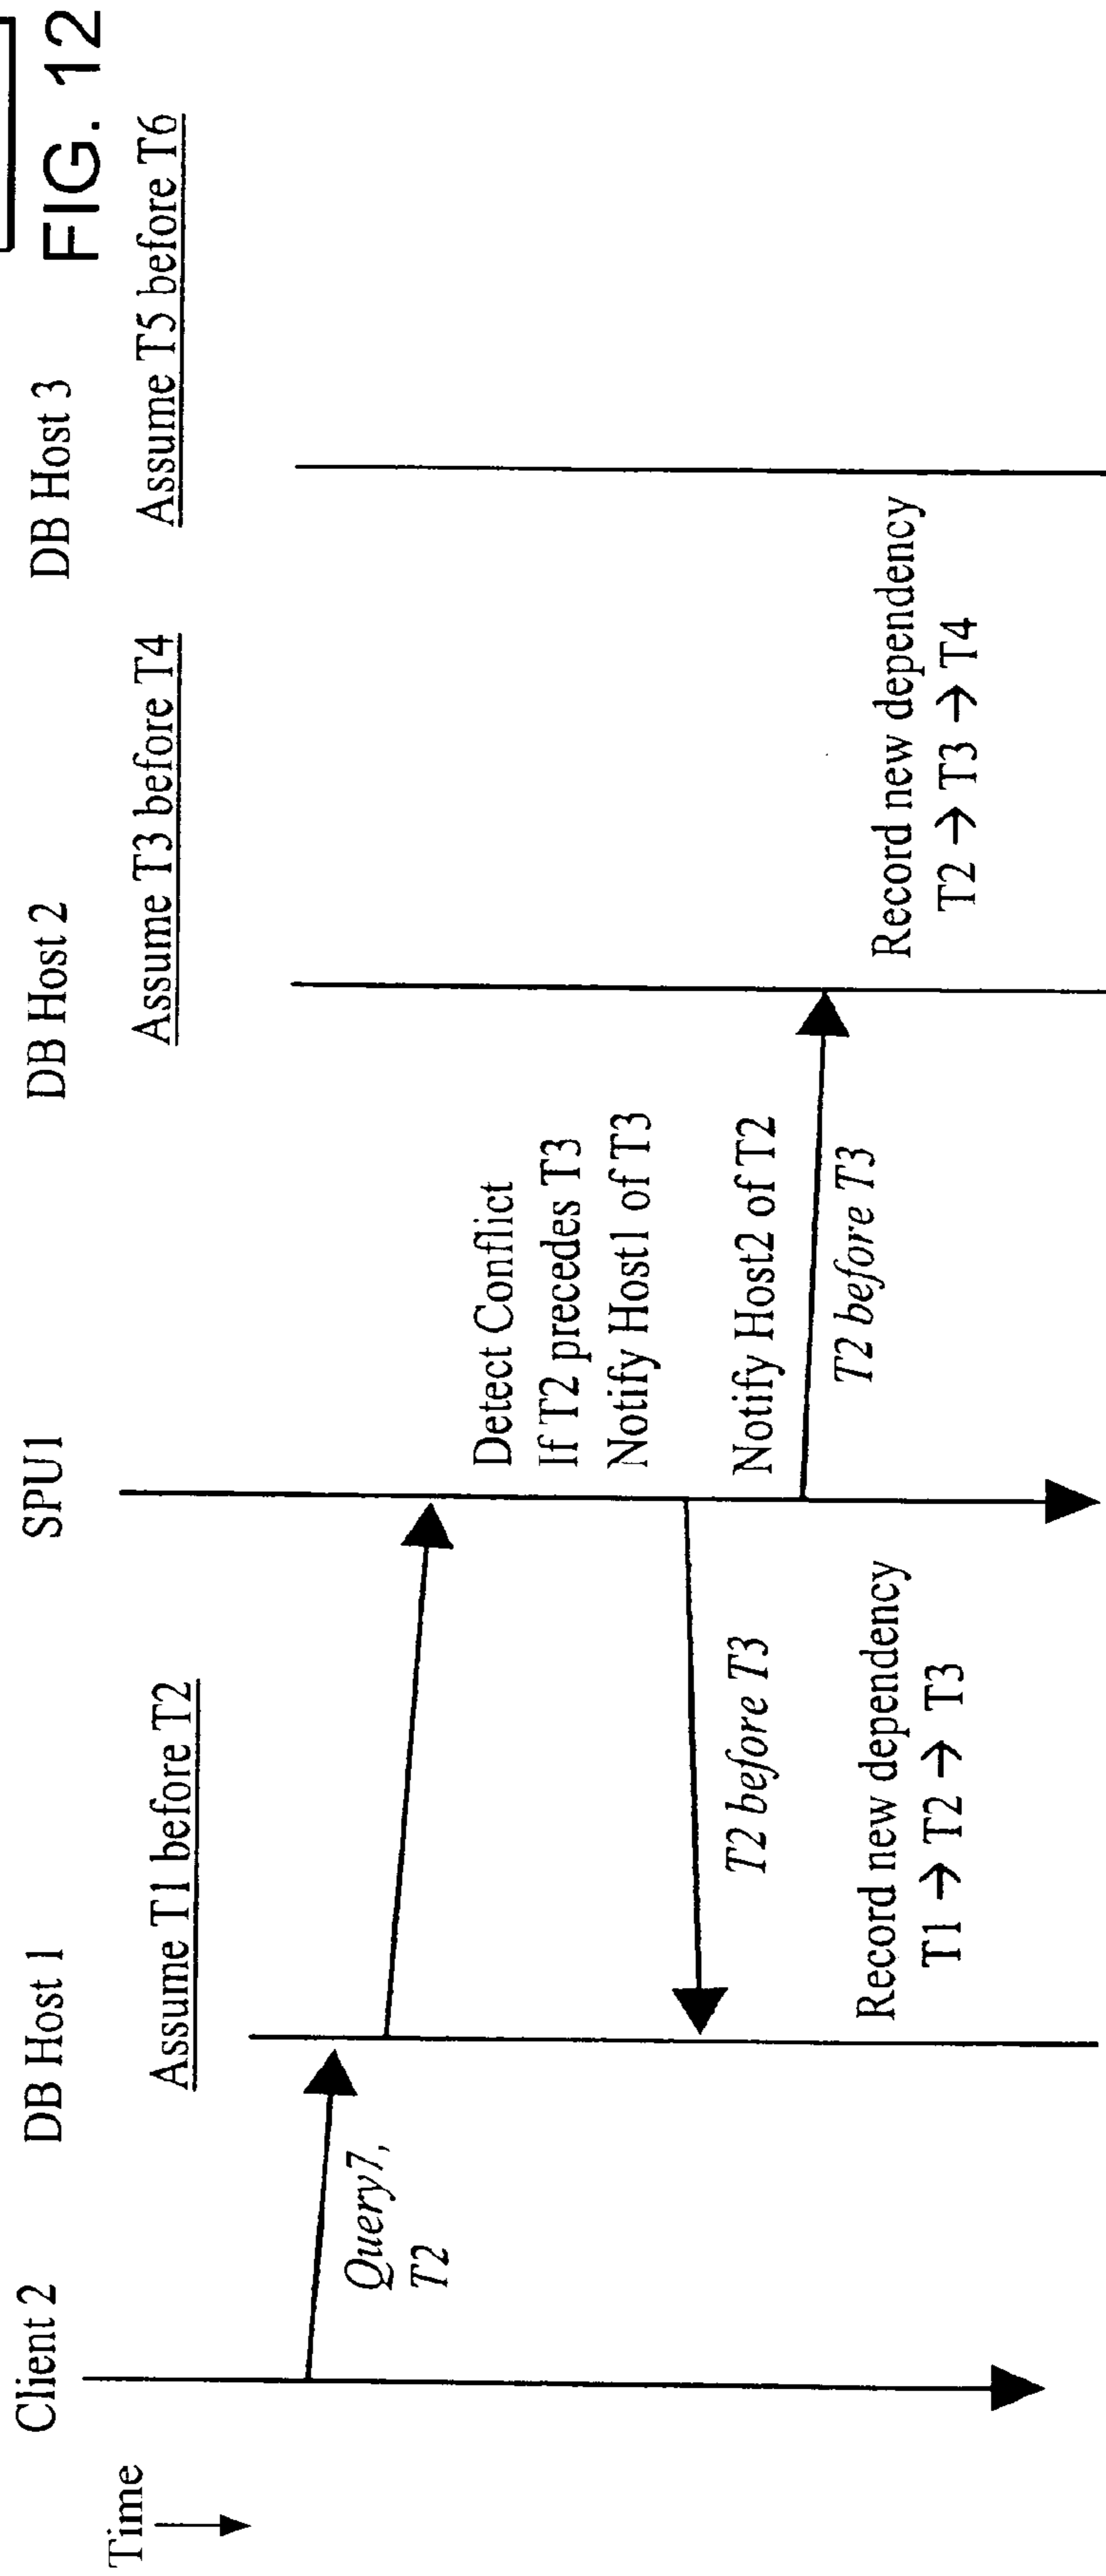 FIG. 12
Time
Client 2
DB Host 1
SPU1
DB Host 2
DB Host 3
Assume T1 before T2
Assume T3 before T4
Assume T5 before T6
Query7,
T2
Detect Conflict
If T2 precedes T3
Notify Host1 of T3
T2 before T3
Notify Host2 of T2
T2 before T3
Record new dependency
T1 → T2 → T3
Record new dependency
T2 → T3 → T4